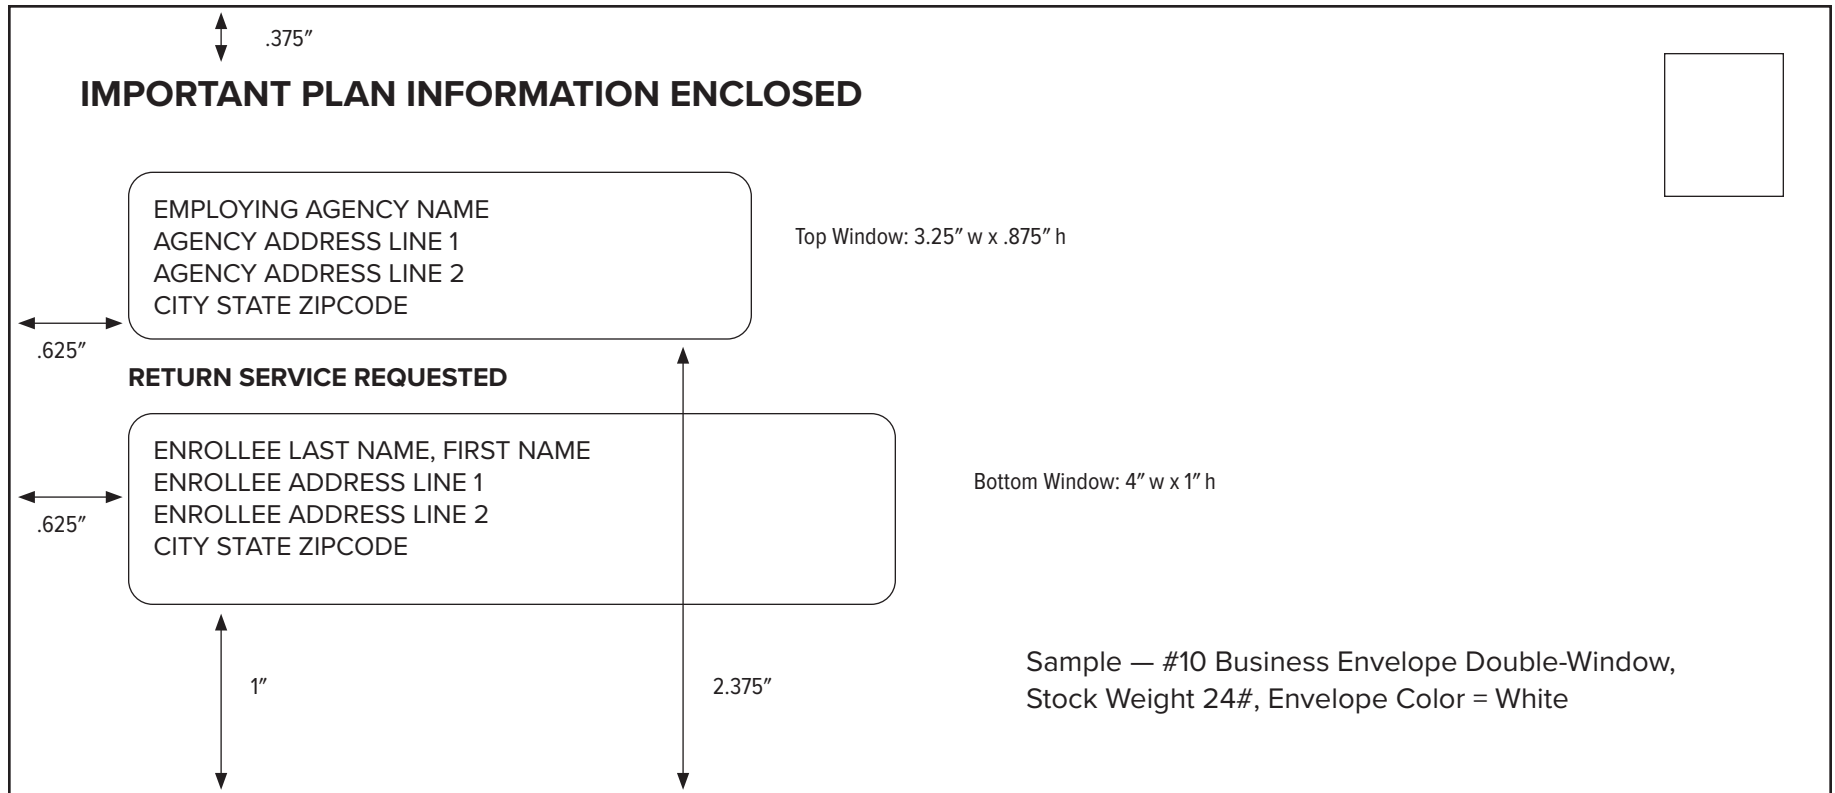 .375″
IMPORTANT PLAN INFORMATION ENCLOSED
EMPLOYING AGENCY NAME
AGENCY ADDRESS LINE 1
AGENCY ADDRESS LINE 2
CITY STATE ZIPCODE
Top Window: 3.25″ w x .875″ h
.625″
RETURN SERVICE REQUESTED
ENROLLEE LAST NAME, FIRST NAME
ENROLLEE ADDRESS LINE 1
ENROLLEE ADDRESS LINE 2
CITY STATE ZIPCODE
Bottom Window: 4″ w x 1″ h
.625″
1″
2.375″
Sample — #10 Business Envelope Double-Window,
Stock Weight 24#, Envelope Color = White